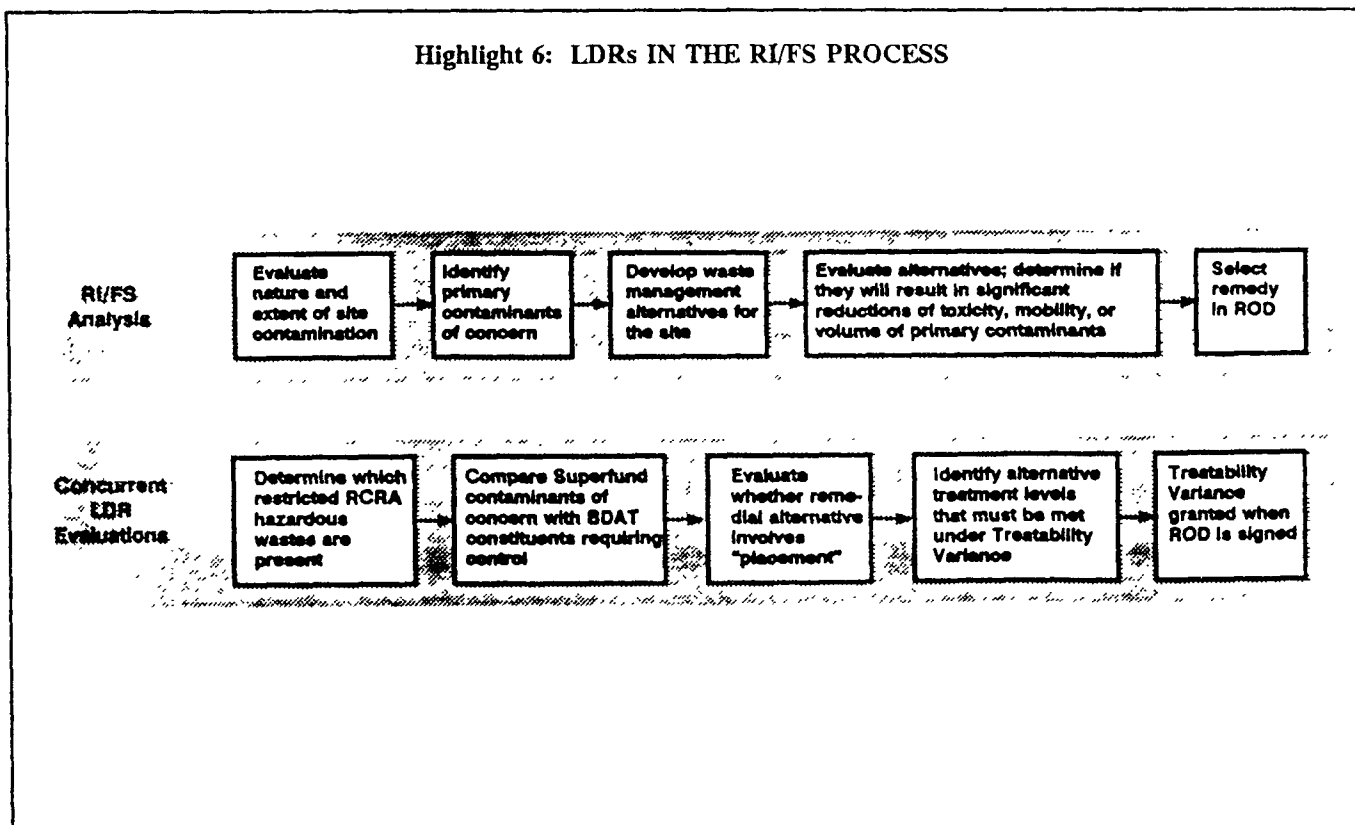 Highlight 6: LDRs IN THE RI/FS PROCESS
RI/FS
Analysis
Evaluate
nature and
extent of site
contamination
Identify
primary
contaminants
of concern
Develop waste
management
alternatives for
the site
Evaluate alternatives; determine if
they will result in significant
reductions of toxicity, mobility, or
volume of primary contaminants
Select
remedy
in ROD
Concurrent
LDR
Evaluations
Determine which
restricted RCRA
hazardous
wastes are
present
Compare Superfund
contaminants of
concern with BDAT
constituents requiring
control
Evaluate
whether reme-
dial alternative
involves
"placement"
Identify alternative
treatment levels
that must be met
under Treatability
Variance
Treatability
Variance
granted when
ROD is signed